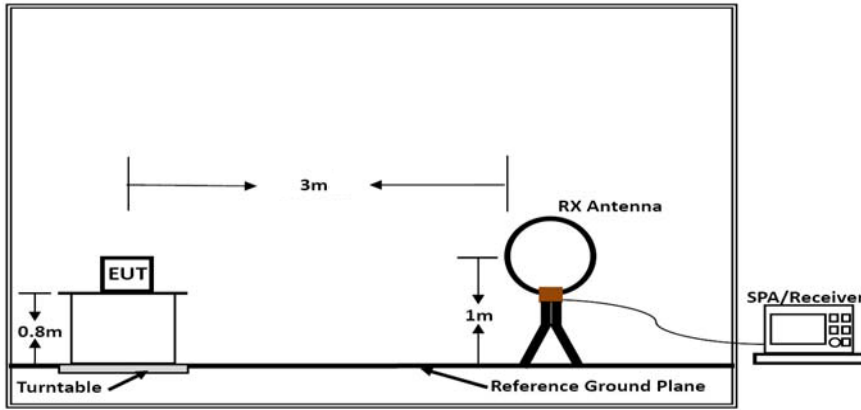 3m
RX Antenna
EUT
SPA/Receiver
0.8m
1m
Turntable
Reference Ground Plane